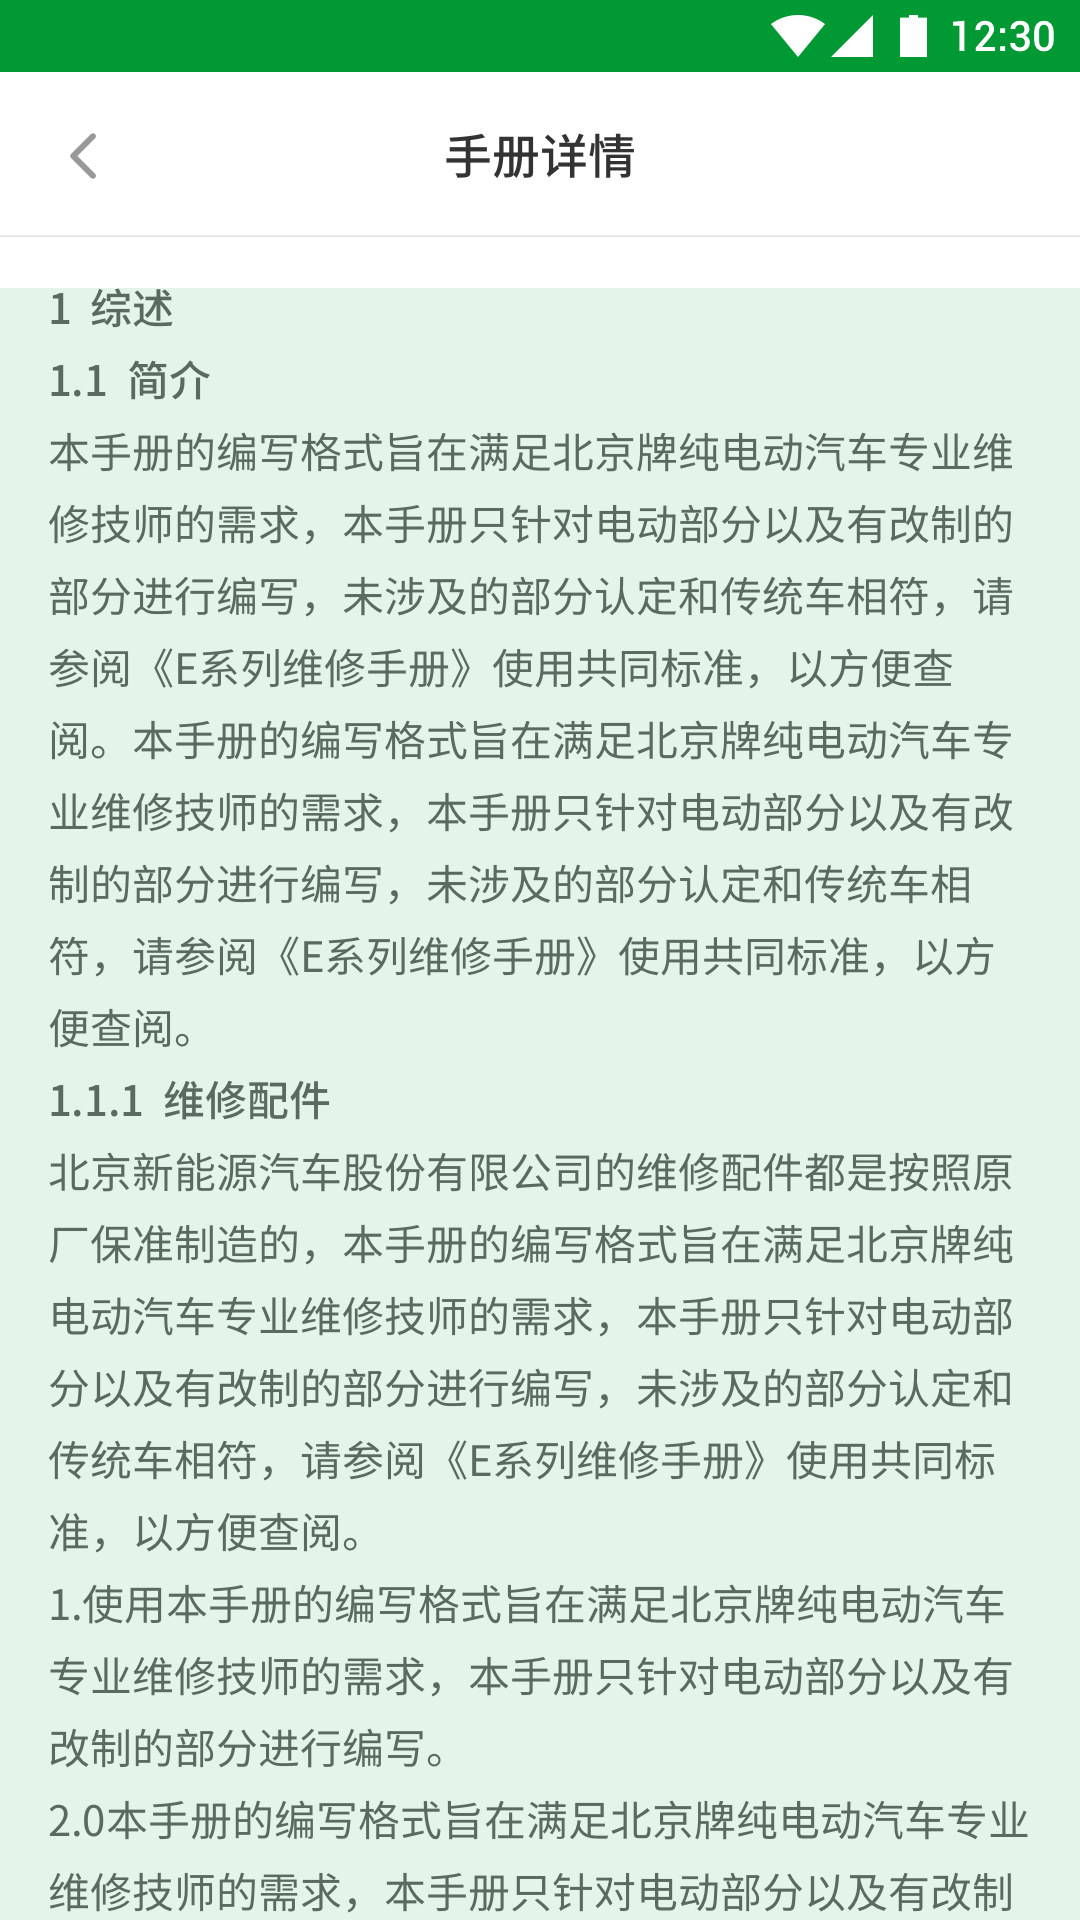 12:30
手册详情
1 综述
1.1 简介
本手册的编写格式旨在满足北京牌纯电动汽车专业维
修技师的需求，本手册只针对电动部分以及有改制的
部分进行编写，未涉及的部分认定和传统车相符，请
参阅《E系列维修手册》使用共同标准，以方便查
阅。本手册的编写格式旨在满足北京牌纯电动汽车专
业维修技师的需求，本手册只针对电动部分以及有改
制的部分进行编写，未涉及的部分认定和传统车相
符，请参阅《E系列维修手册》使用共同标准，以方
便查阅。
1.1.1 维修配件
北京新能源汽车股份有限公司的维修配件都是按照原
厂保准制造的，本手册的编写格式旨在满足北京牌纯
电动汽车专业维修技师的需求，本手册只针对电动部
分以及有改制的部分进行编写，未涉及的部分认定和
传统车相符，请参阅《E系列维修手册》使用共同标
准，以方便查阅。
1.使用本手册的编写格式旨在满足北京牌纯电动汽车
专业维修技师的需求，本手册只针对电动部分以及有
改制的部分进行编写。
2.0本手册的编写格式旨在满足北京牌纯电动汽车专业
维修技师的需求，本手册只针对电动部分以及有改制